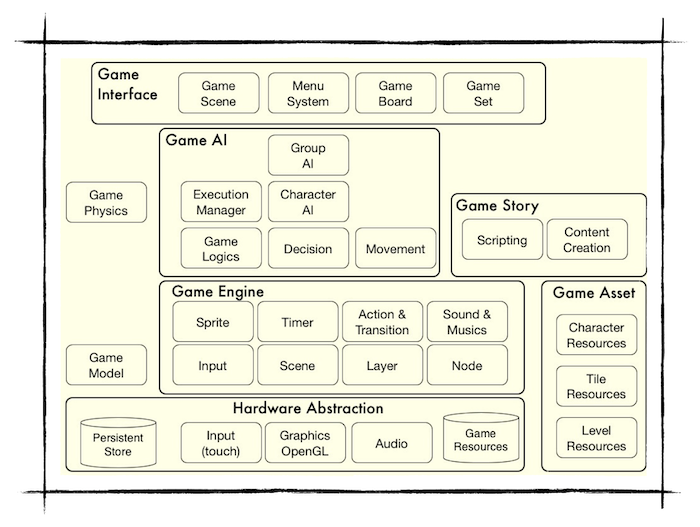 Game
Interface
Game
Scene
Menu
System
Game
Board
Game
Set
Game AI
Group
AI
Execution
Manager
Character
AI
Game
Logics
Decision
Movement
Game
Physics
Game Story
Scripting
Content
Creation
Game Engine
Sprite
Timer
Action &
Transition
Sound &
Musics
Input
Scene
Layer
Node
Game
Model
Game Asset
Character
Resources
Tile
Resources
Level
Resources
Hardware Abstraction
Persistent
Store
Input
(touch)
Graphics
OpenGL
Audio
Game
Resources